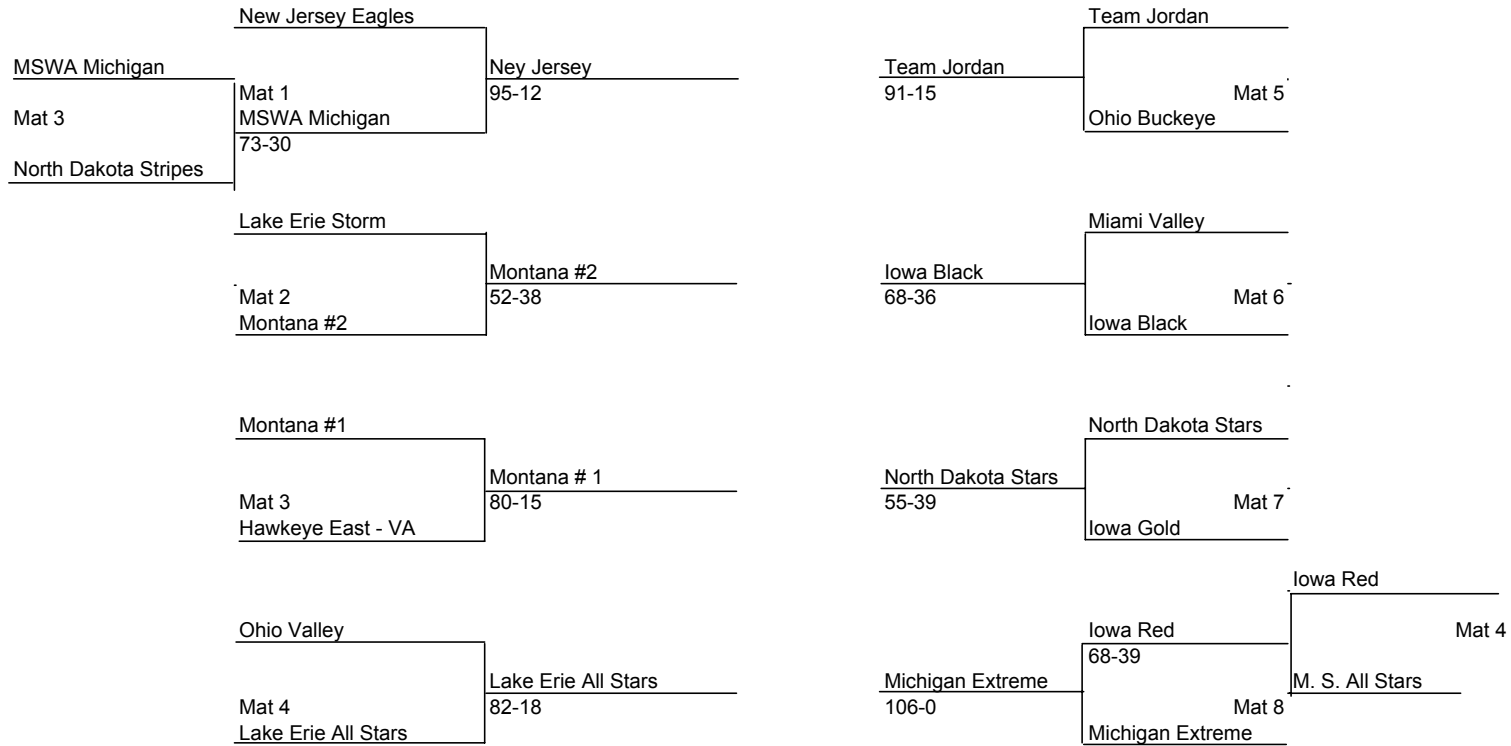 New Jersey Eagles
Team Jordan
MSWA Michigan
Ney Jersey
Team Jordan
Mat 1
95-12
91-15
Mat 5
Mat 3
MSWA Michigan
Ohio Buckeye
73-30
North Dakota Stripes
Lake Erie Storm
Miami Valley
Montana #2
Iowa Black
Mat 2
52-38
68-36
Mat 6
Montana #2
Iowa Black
Montana #1
North Dakota Stars
Montana # 1
North Dakota Stars
Mat 3
80-15
55-39
Mat 7
Hawkeye East - VA
Iowa Gold
Iowa Red
Ohio Valley
Iowa Red
Mat 4
68-39
Lake Erie All Stars
Michigan Extreme
M. S. All Stars
Mat 4
82-18
106-0
Mat 8
Lake Erie All Stars
Michigan Extreme